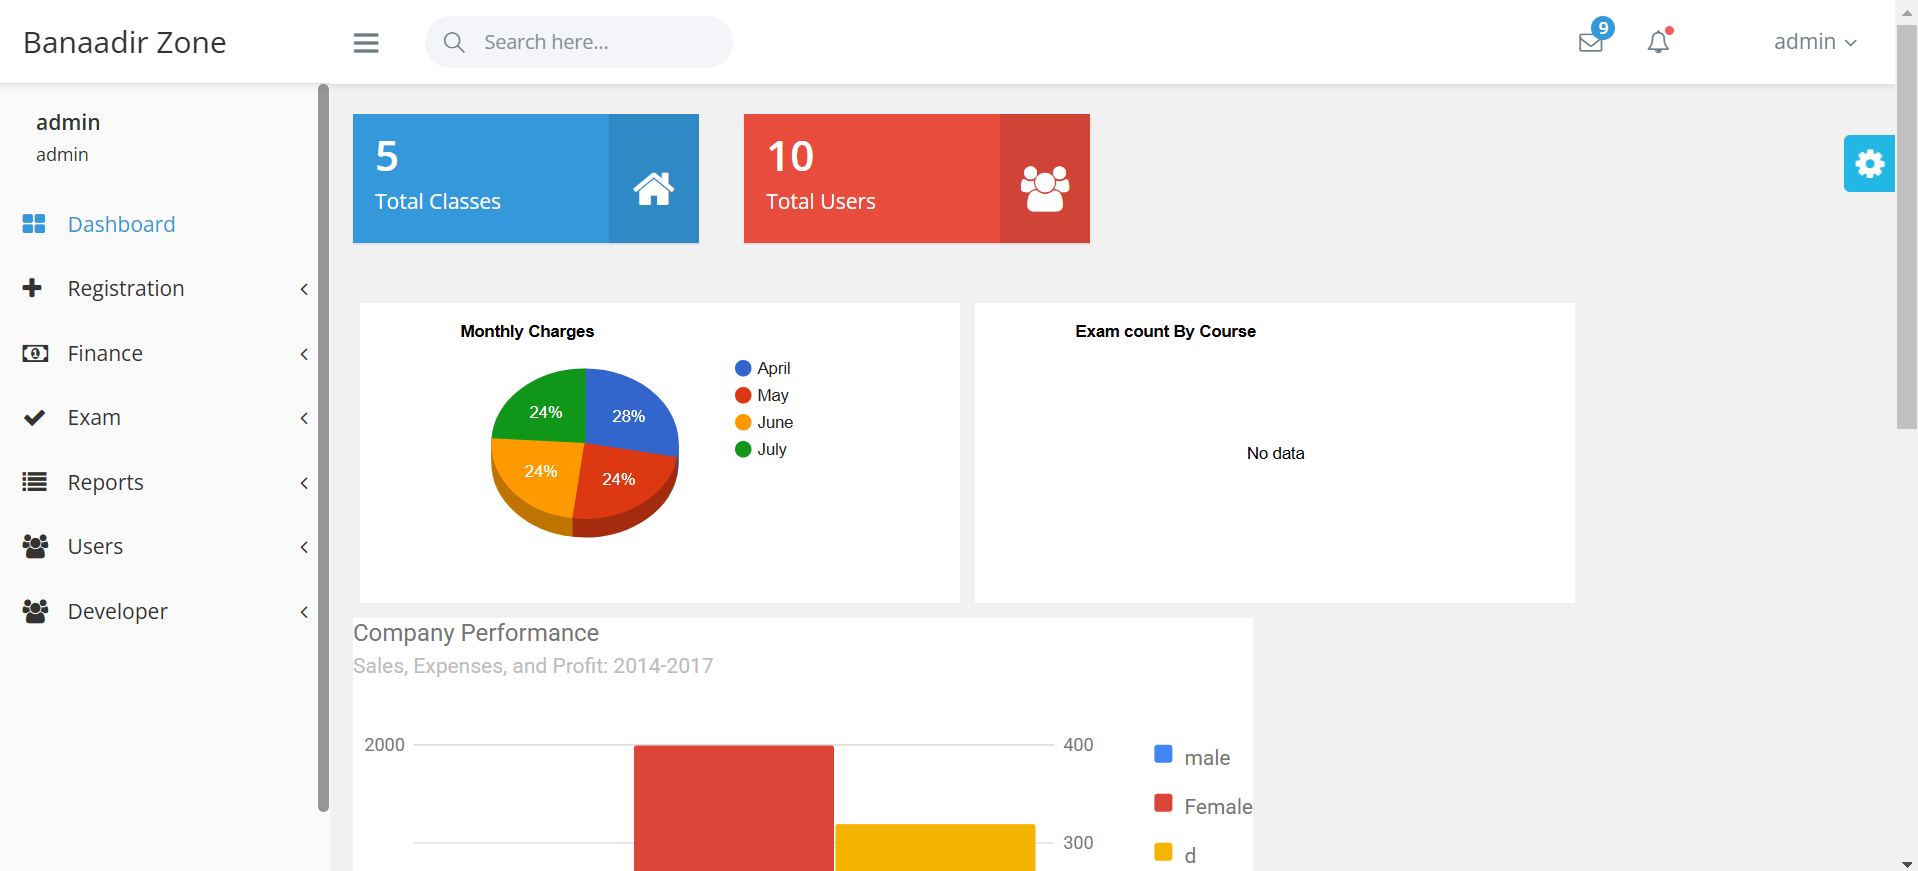 Banaadir Zone
Search here...
9
admin
admin
admin
Dashboard
Registration
Finance
Exam
Reports
Users
Developer
5
Total Classes
10
Total Users
Monthly Charges
April
May
June
July
28%
24%
24%
24%
Exam count By Course
No data
Company Performance
Sales, Expenses, and Profit: 2014-2017
2000
400
300
male
Female
d